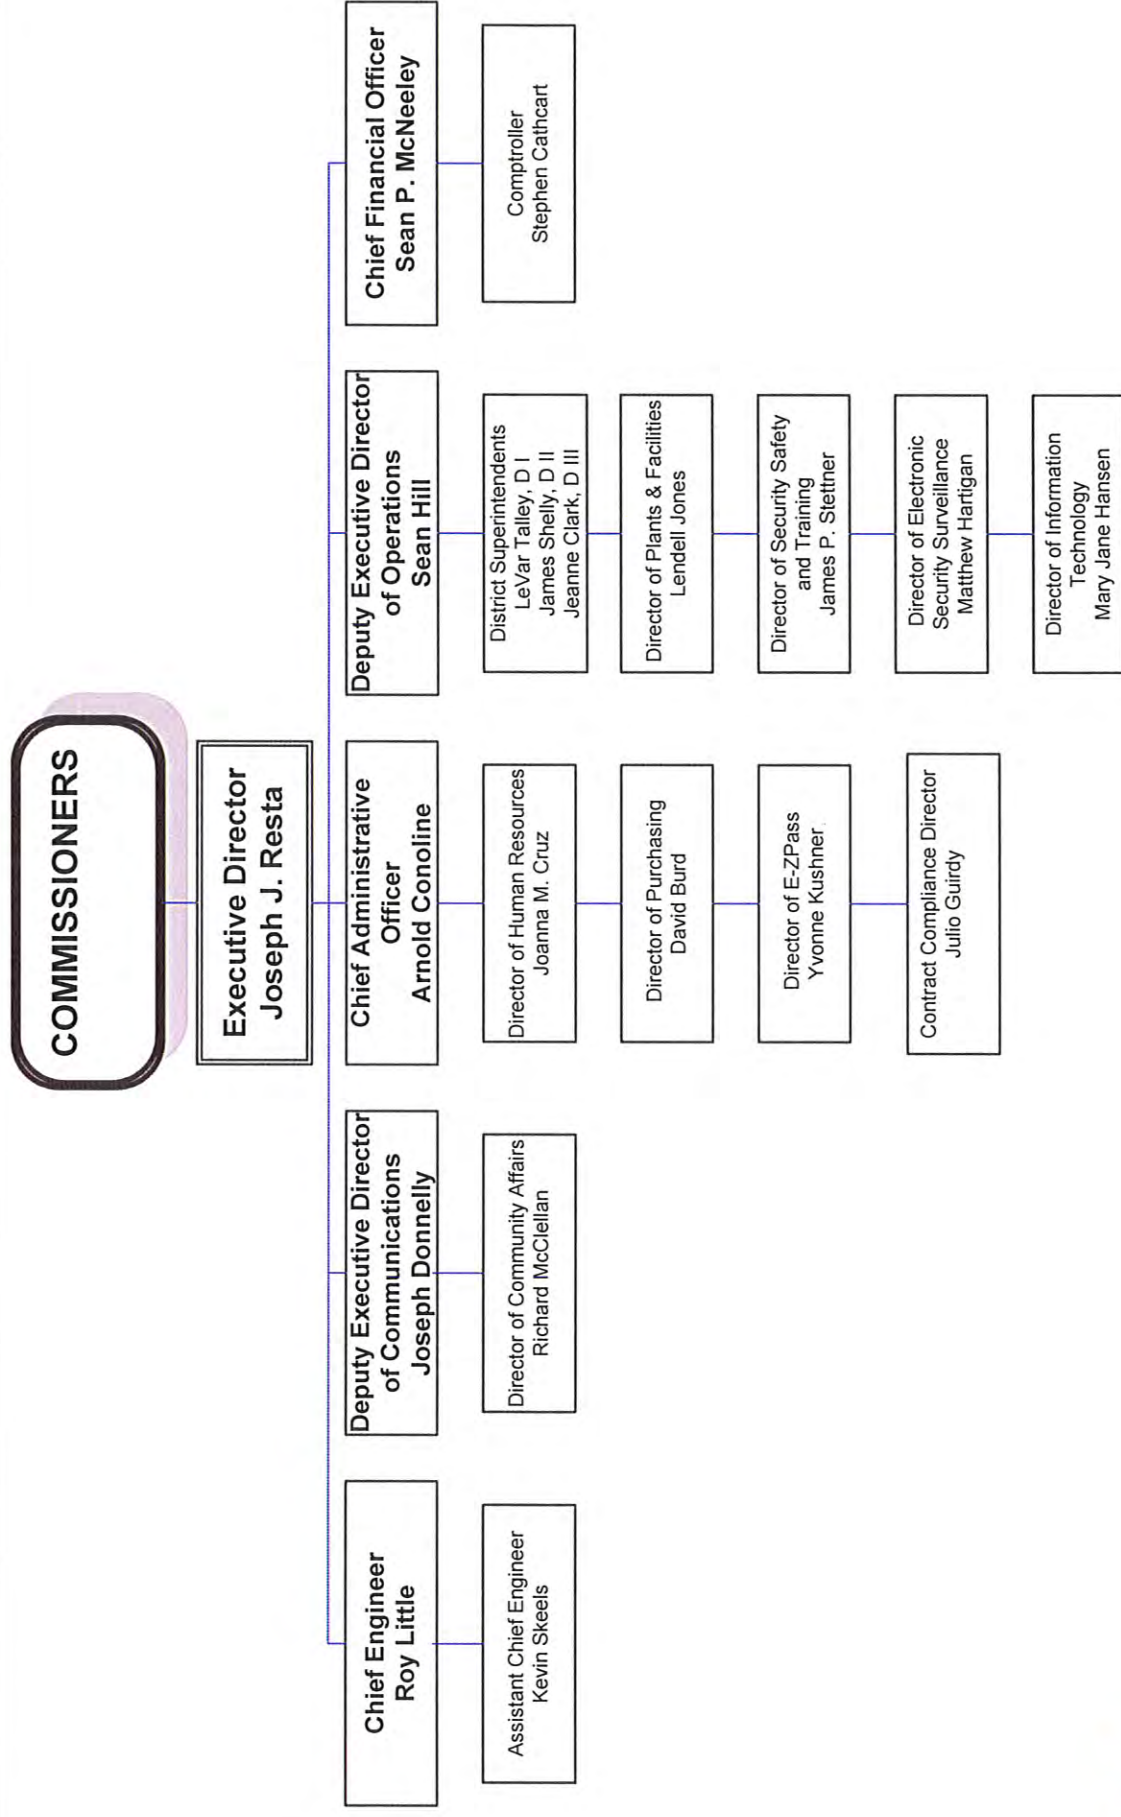 COMMISSIONERS
Executive Director
Joseph J. Resta
Chief Engineer
Roy Little
Assistant Chief Engineer
Kevin Skeels
Deputy Executive Director
of Communications
Joseph Donnelly
Director of Community Affairs
Richard McClellan
Chief Administrative
Officer
Arnold Conoline
Director of Human Resources
Joanna M. Cruz
Director of Purchasing
David Burd
Director of E-ZPass
Yvonne Kushner
Contract Compliance Director
Julio Guirdy
Deputy Executive Director
of Operations
Sean Hill
District Superintendents
LeVar Talley, D I
James Shelly, D II
Jeanne Clark, D III
Director of Plants & Facilities
Lendell Jones
Director of Security Safety
and Training
James P. Stettner
Director of Electronic
Security Surveillance
Matthew Hartigan
Director of Information
Technology
Mary Jane Hansen
Chief Financial Officer
Sean P. McNeeley
Comptroller
Stephen Cathcart